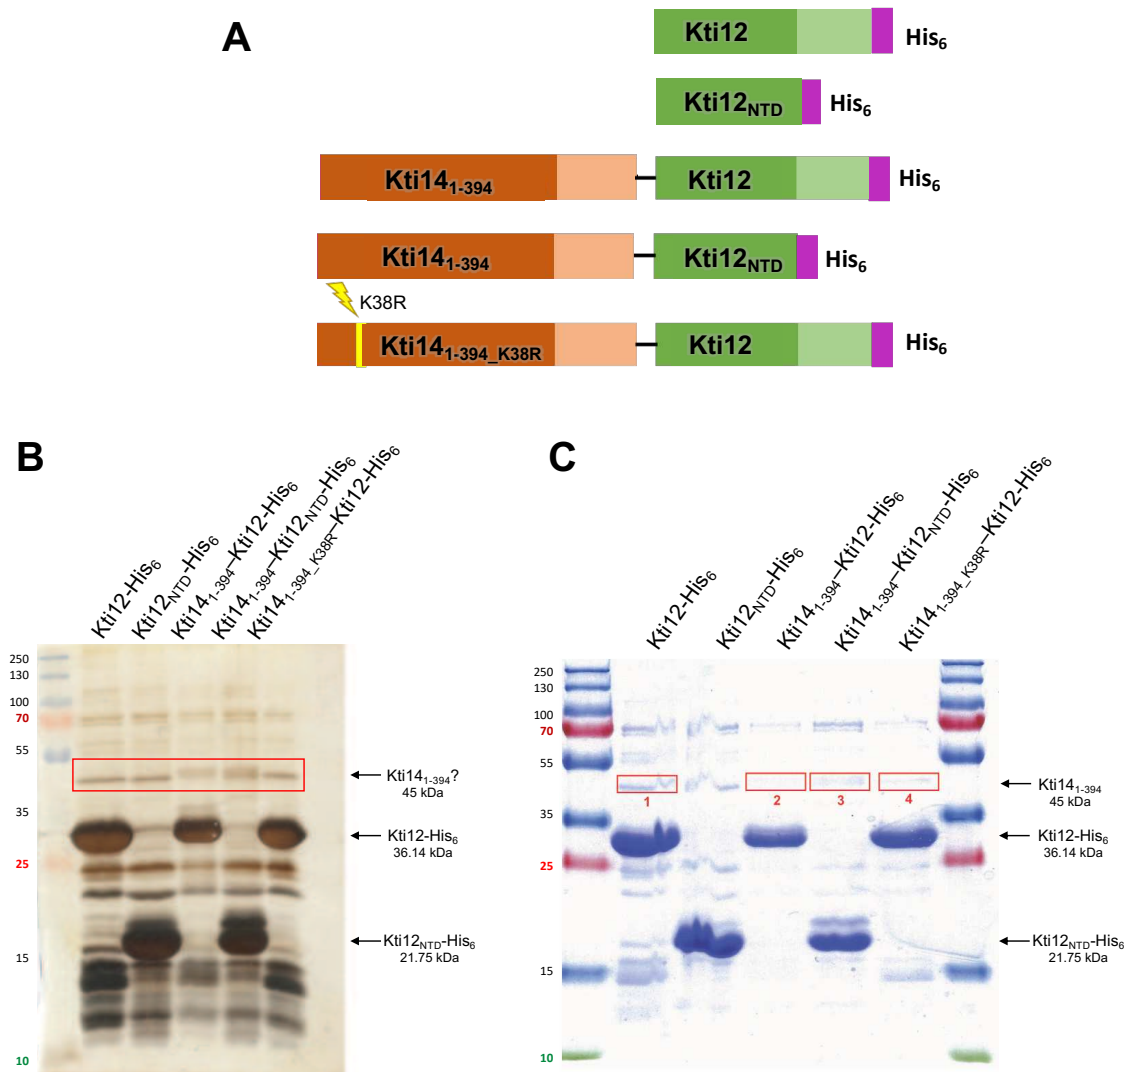 A
Kti12 His6
Kti12NTD His6
Kti141-394 Kti12 His6
Kti141-394 Kti12NTD His6
K38R
Kti141-394_K38R Kti12 His6
B
Kti12-His6
Kti12NTD-His6
Kti141-394–Kti12-His6
Kti141-394–Kti12NTD-His6
Kti141-394_K38R–Kti12-His6
250
130
100
70
55
35
25
15
10
Kti141-394?
45 kDa
Kti12-His6
36.14 kDa
Kti12NTD-His6
21.75 kDa
C
Kti12-His6
Kti12NTD-His6
Kti141-394–Kti12-His6
Kti141-394–Kti12NTD-His6
Kti141-394_K38R–Kti12-His6
250
130
100
70
55
35
25
15
10
1
2
3
4
Kti141-394
45 kDa
Kti12-His6
36.14 kDa
Kti12NTD-His6
21.75 kDa